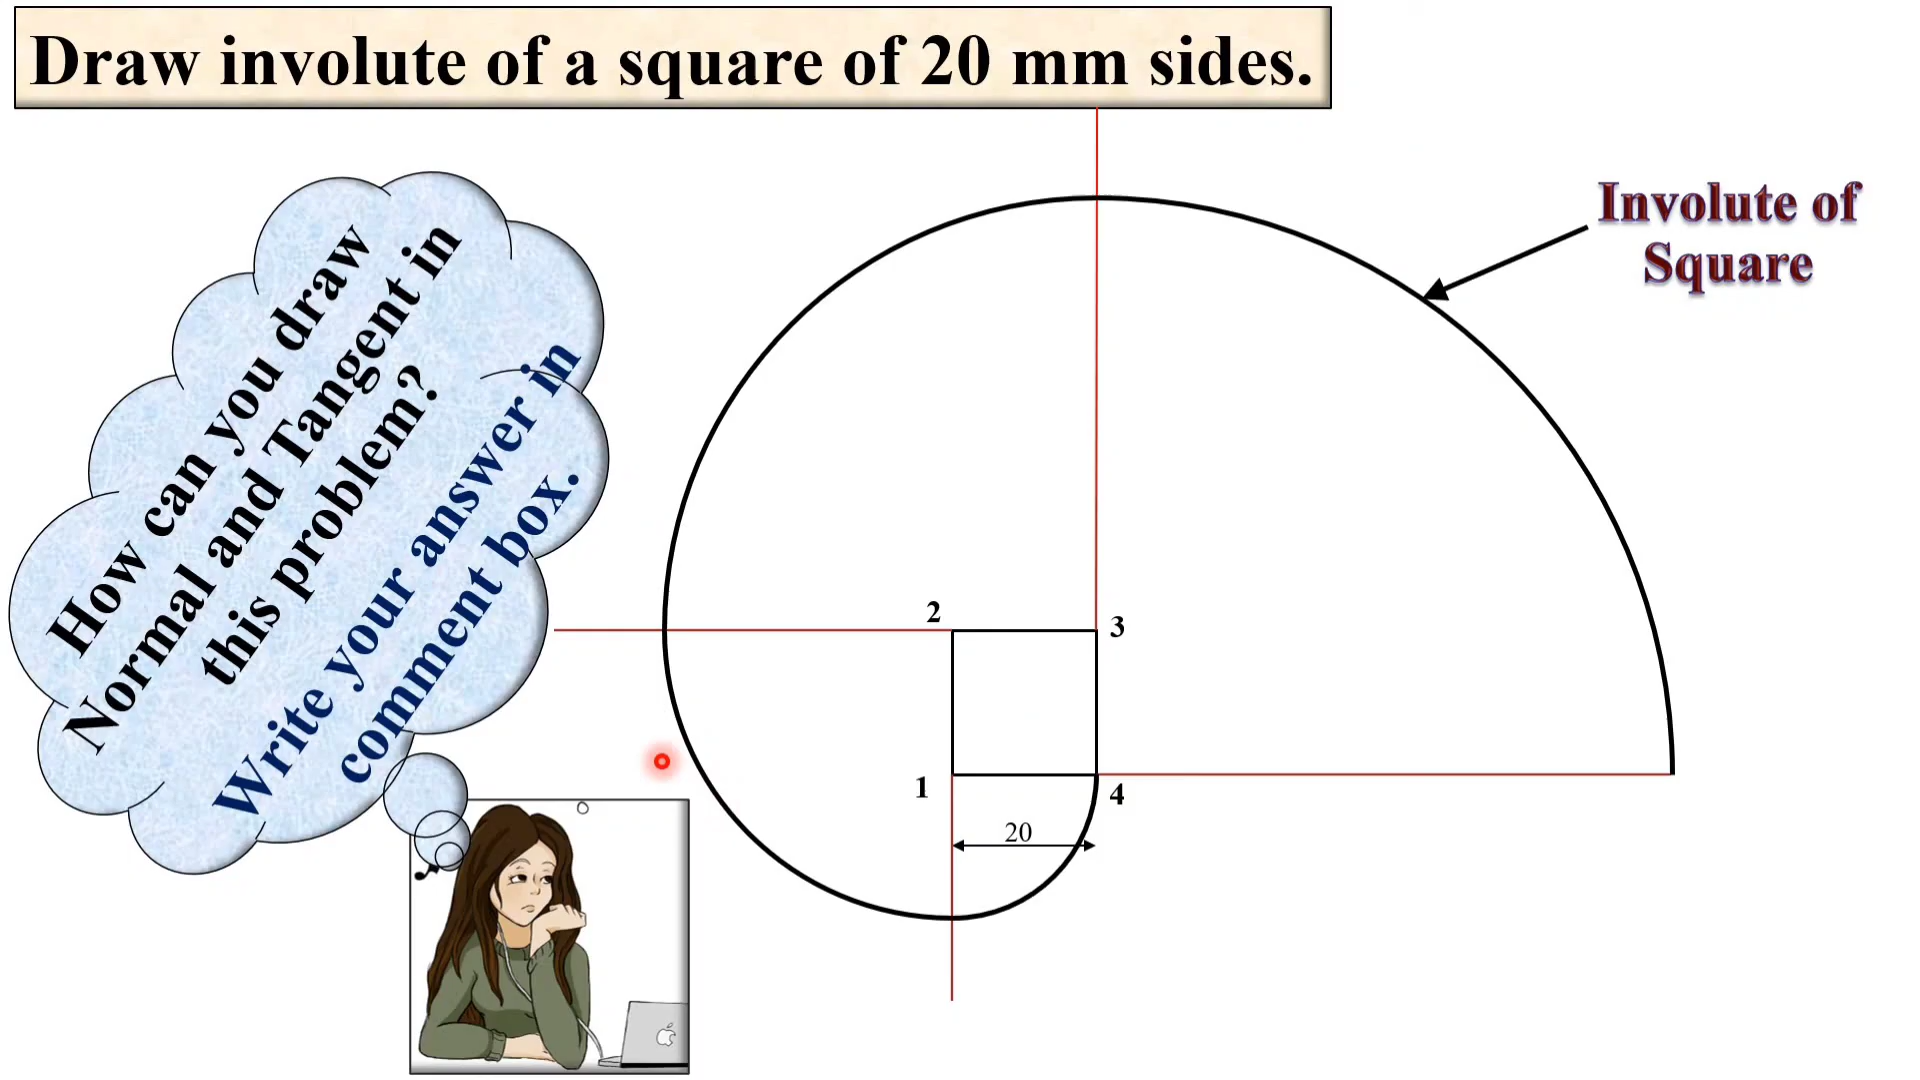 Draw involute of a square of 20 mm sides.
How can you draw
Normal and Tangent in
this problem?
Write your answer in
comment box.
Involute of
Square
2
3
1
4
20